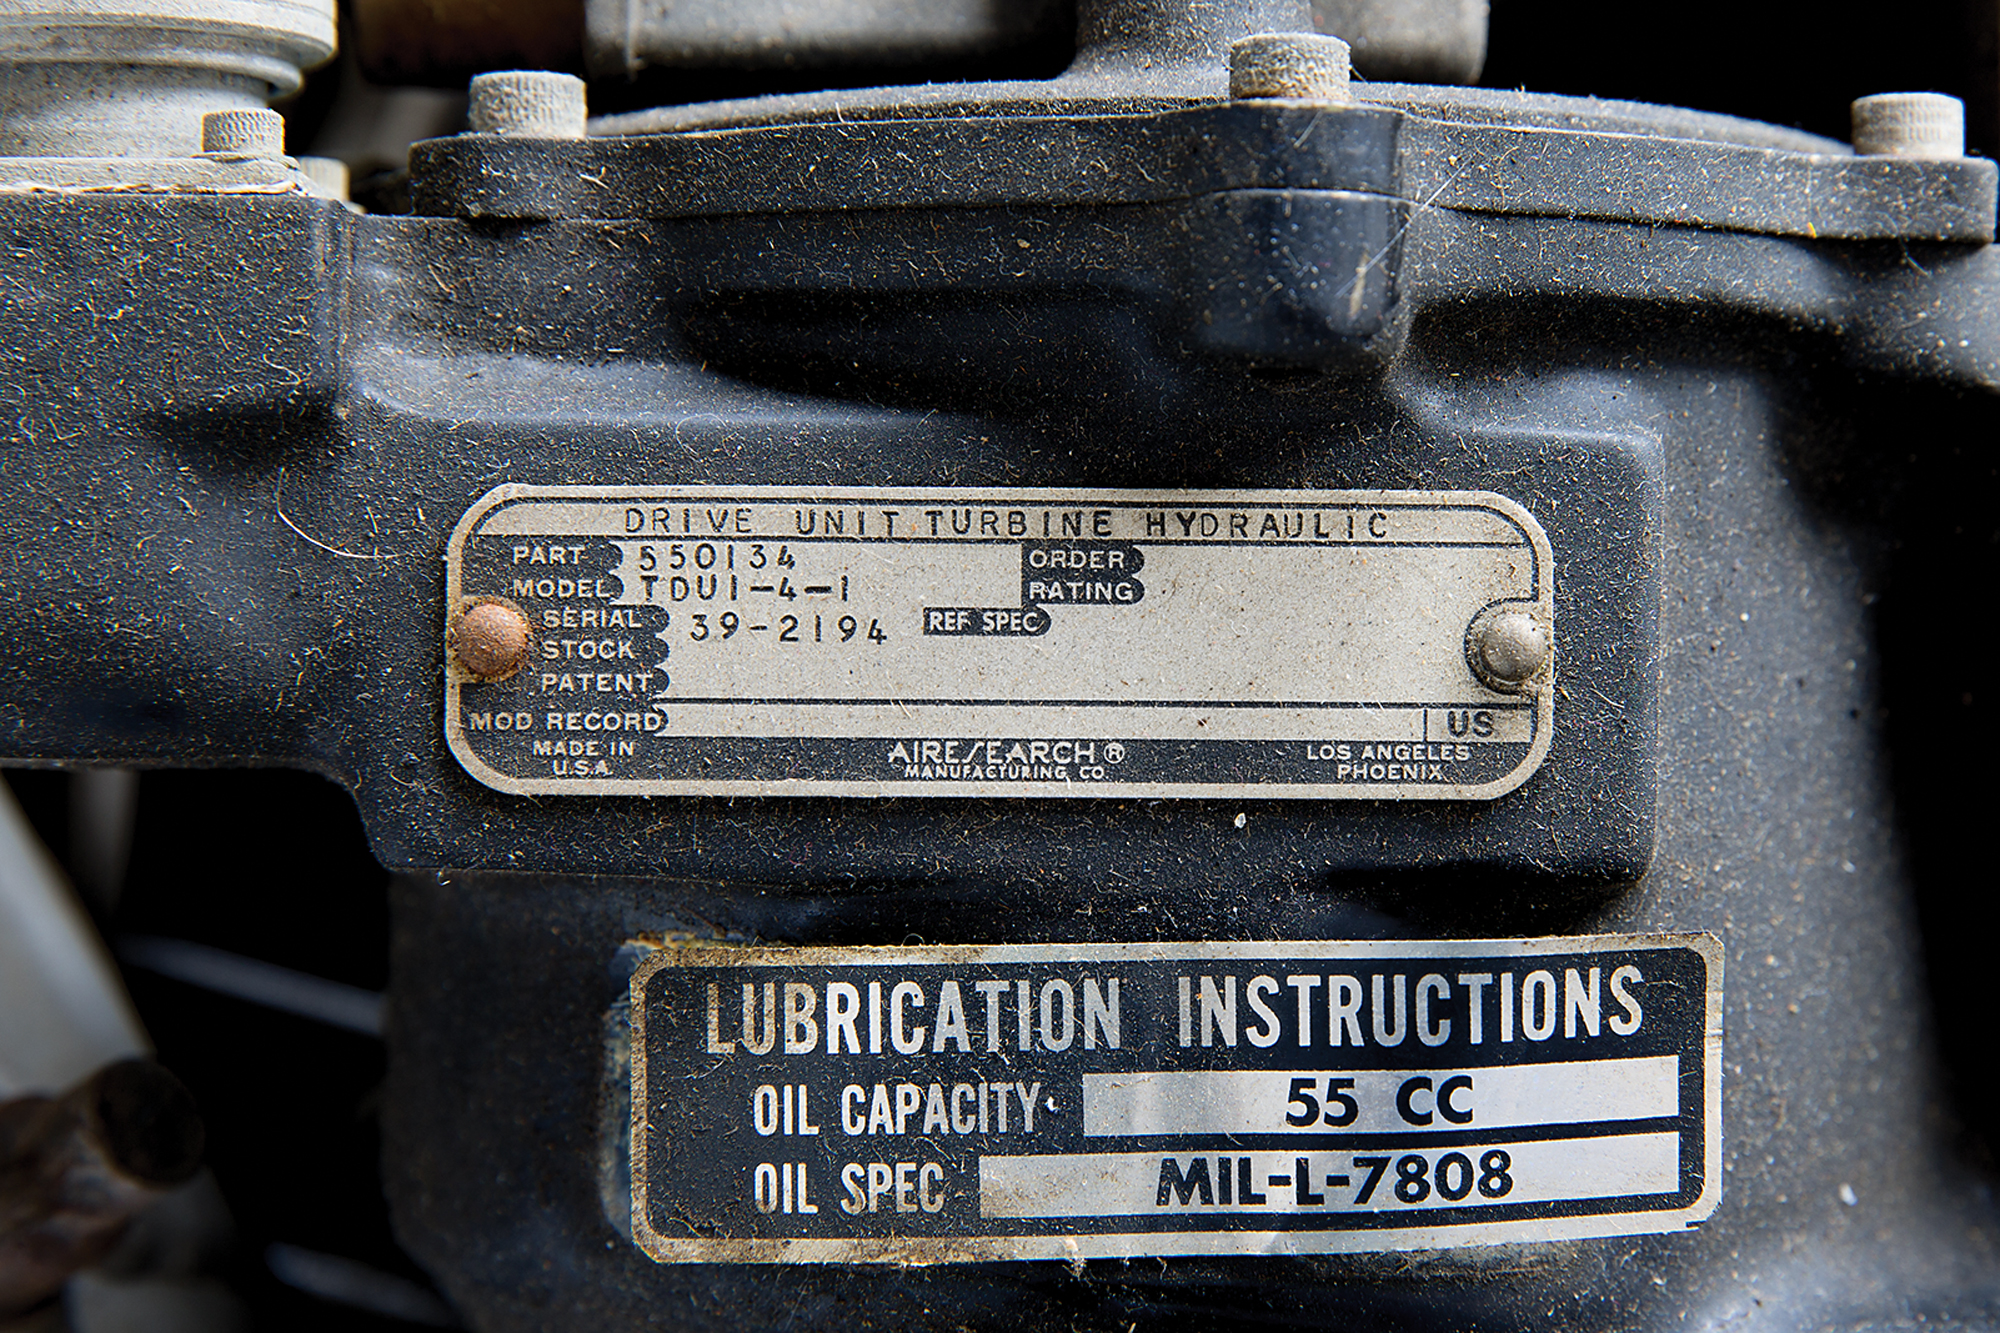 DRIVE UNIT TURBINE HYDRAULIC
PART 550134 ORDER
MODEL TDU1-4-1 RATING
SERIAL 39-2194 REF SPEC
STOCK
PATENT
MOD RECORD US
MADE IN U.S.A. AIRESEARCH® MANUFACTURING CO. LOS ANGELES PHOENIX
LUBRICATION INSTRUCTIONS
OIL CAPACITY 55 CC
OIL SPEC MIL-L-7808